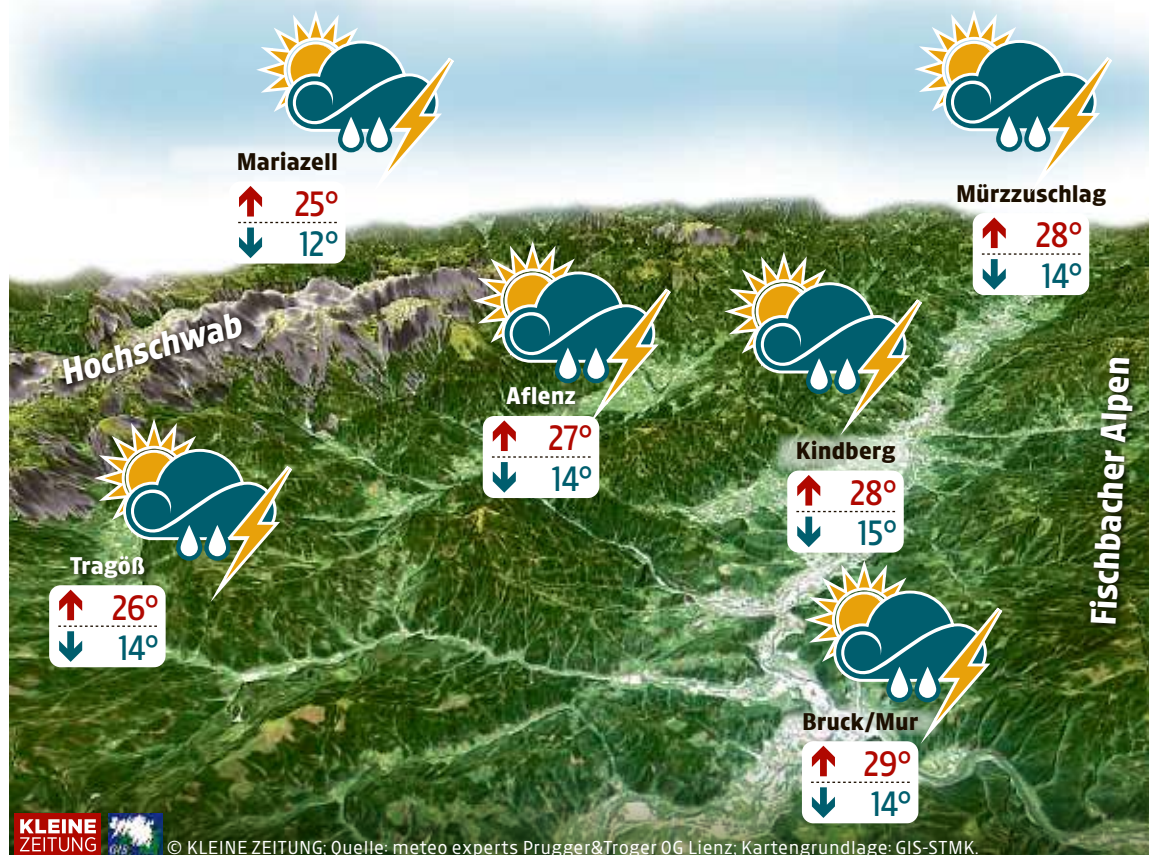 Mariazell
25°
12°
Mürzzuschlag
28°
14°
Hochschwab
Aflenz
27°
14°
Kindberg
28°
15°
Fischbacher Alpen
Tragöß
26°
14°
Bruck/Mur
29°
14°
KLEINE
ZEITUNG
GIS
© KLEINE ZEITUNG; Quelle: meteo experts Prugger&Troger OG Lienz; Kartengrundlage: GIS-STMK.